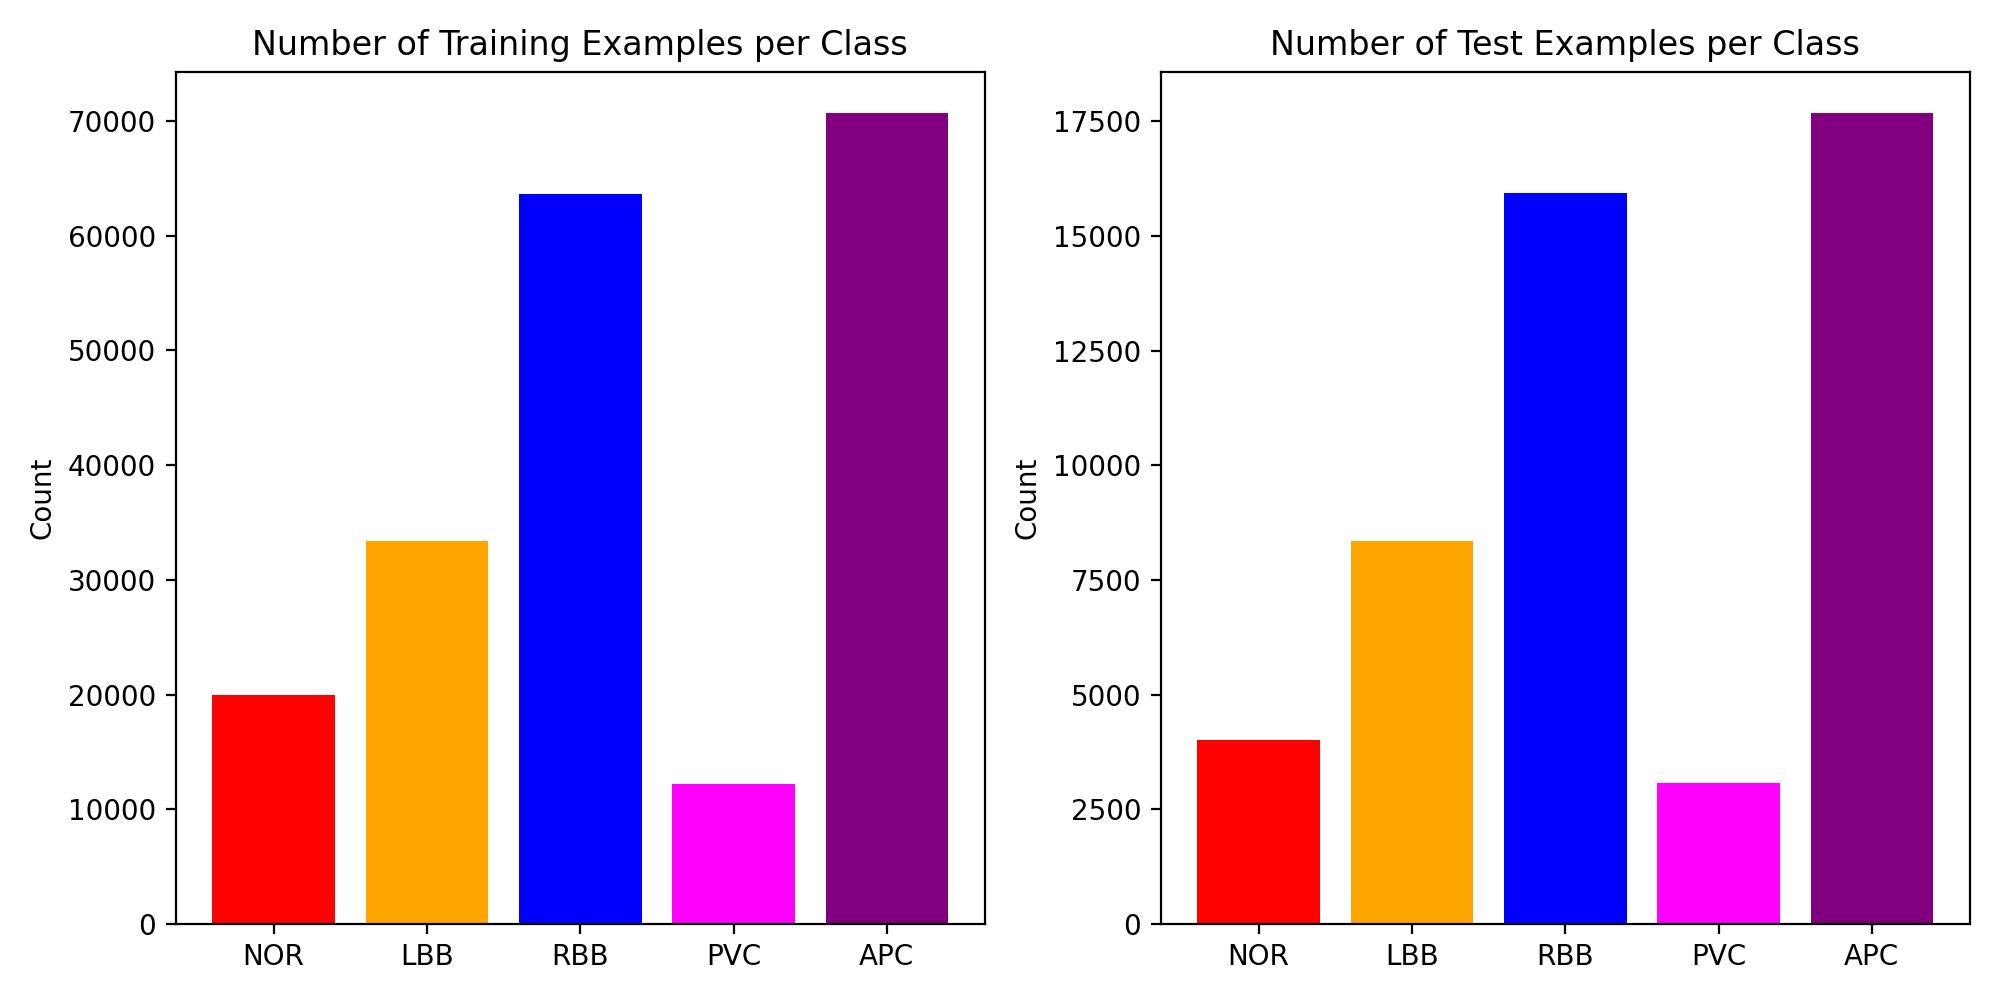 Number of Training Examples per Class
Count
70000
60000
50000
40000
30000
20000
10000
0
NOR LBB RBB PVC APC
Number of Test Examples per Class
Count
17500
15000
12500
10000
7500
5000
2500
0
NOR LBB RBB PVC APC